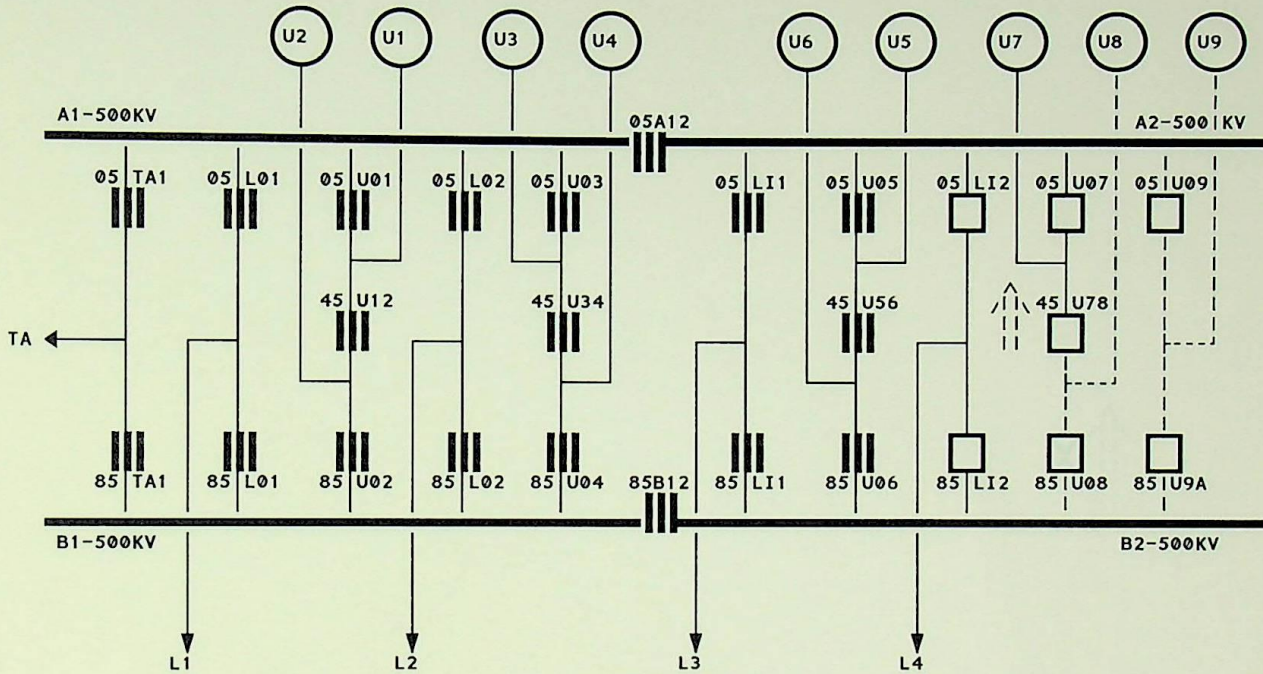 U2 U1 U3 U4 U6 U5 U7 U8 U9
A1-500KV 05A12 A2-500 KV
05 TA1 05 L01 05 U01 05 L02 05 U03 05 LI1 05 U05 05 LI2 05 U07 05 U09
45 U12 45 U34 45 U56 45 U78
TA
85 TA1 85 L01 85 U02 85 L02 85 U04 85B12 85 LI1 85 U06 85 LI2 85 U08 85 U9A
B1-500KV B2-500KV
L1 L2 L3 L4